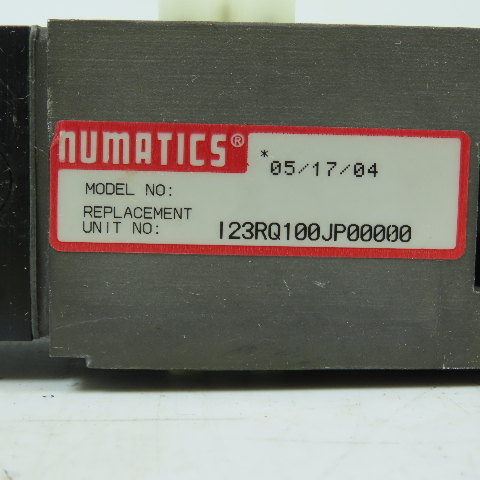 numatics®
* 05/17/04
MODEL NO:
REPLACEMENT
UNIT NO: I23RQ100JP00000